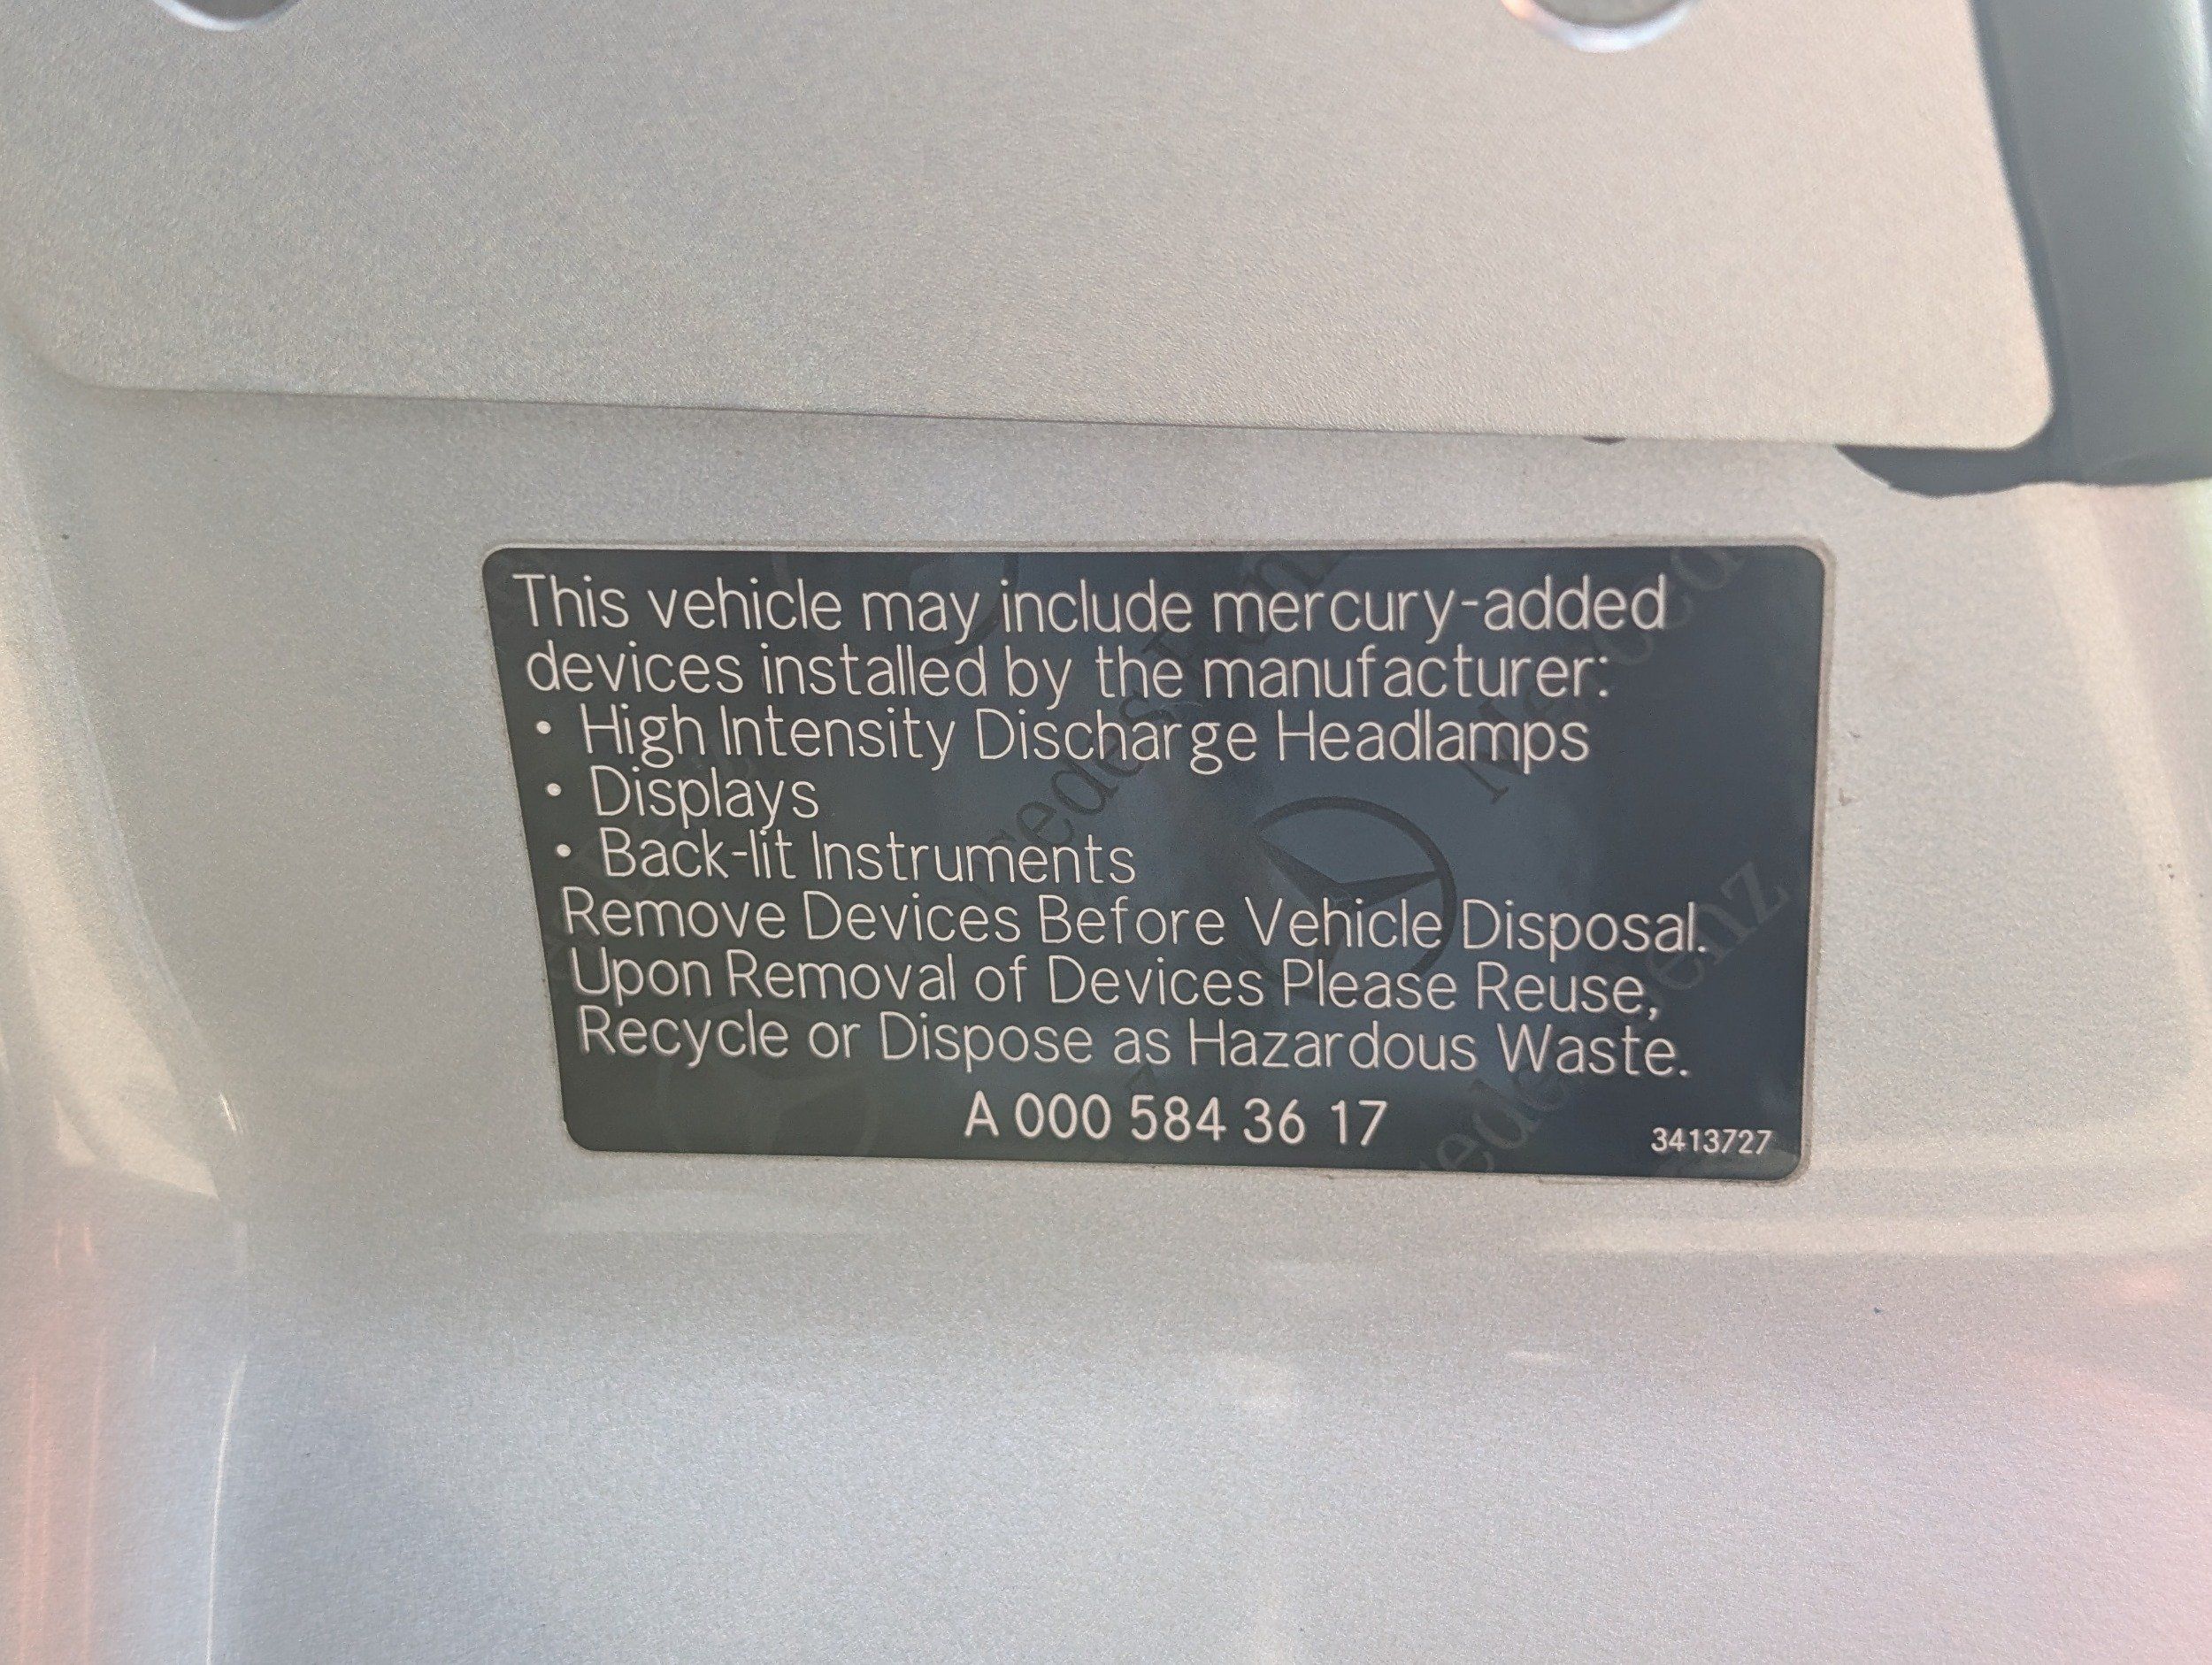 This vehicle may include mercury-added
devices installed by the manufacturer:
• High Intensity Discharge Headlamps
• Displays
• Back-lit Instruments
Remove Devices Before Vehicle Disposal.
Upon Removal of Devices Please Reuse,
Recycle or Dispose as Hazardous Waste.
A 000 584 36 17
3413727